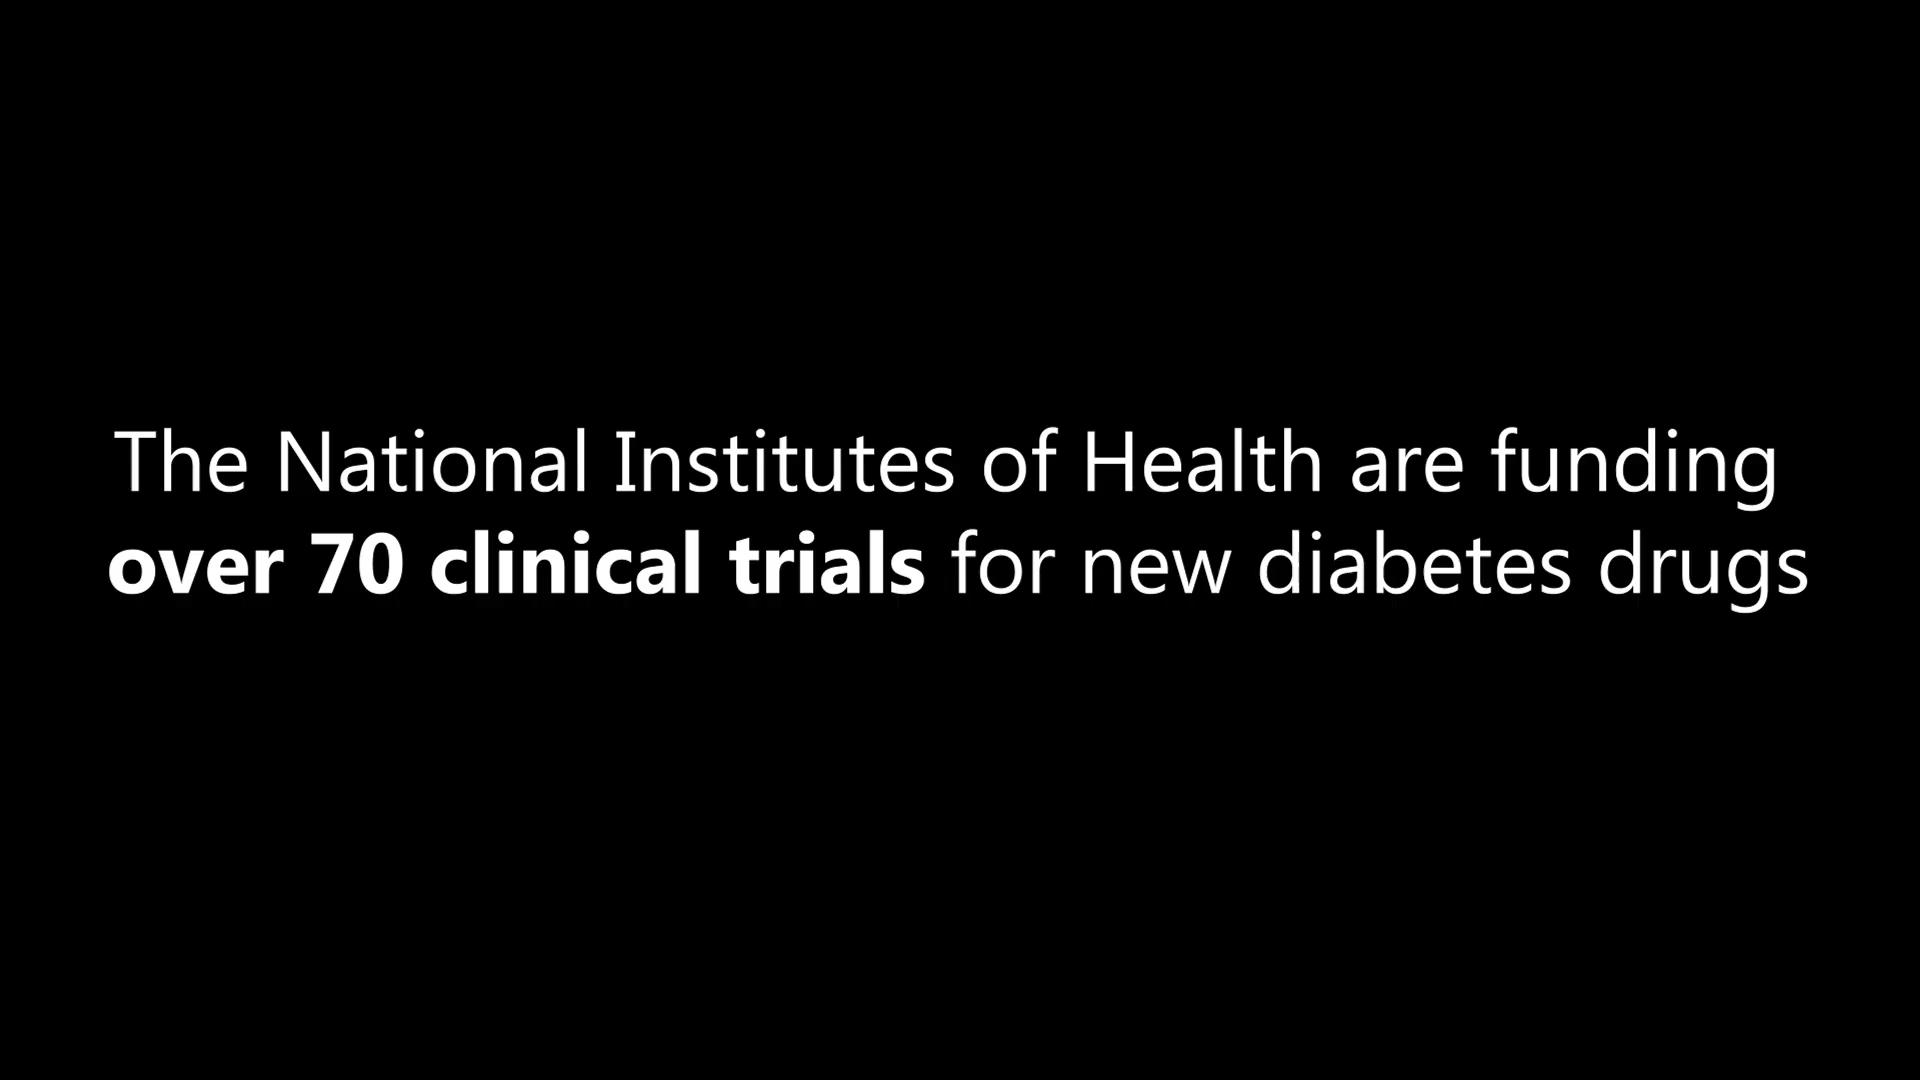 The National Institutes of Health are funding
over 70 clinical trials for new diabetes drugs